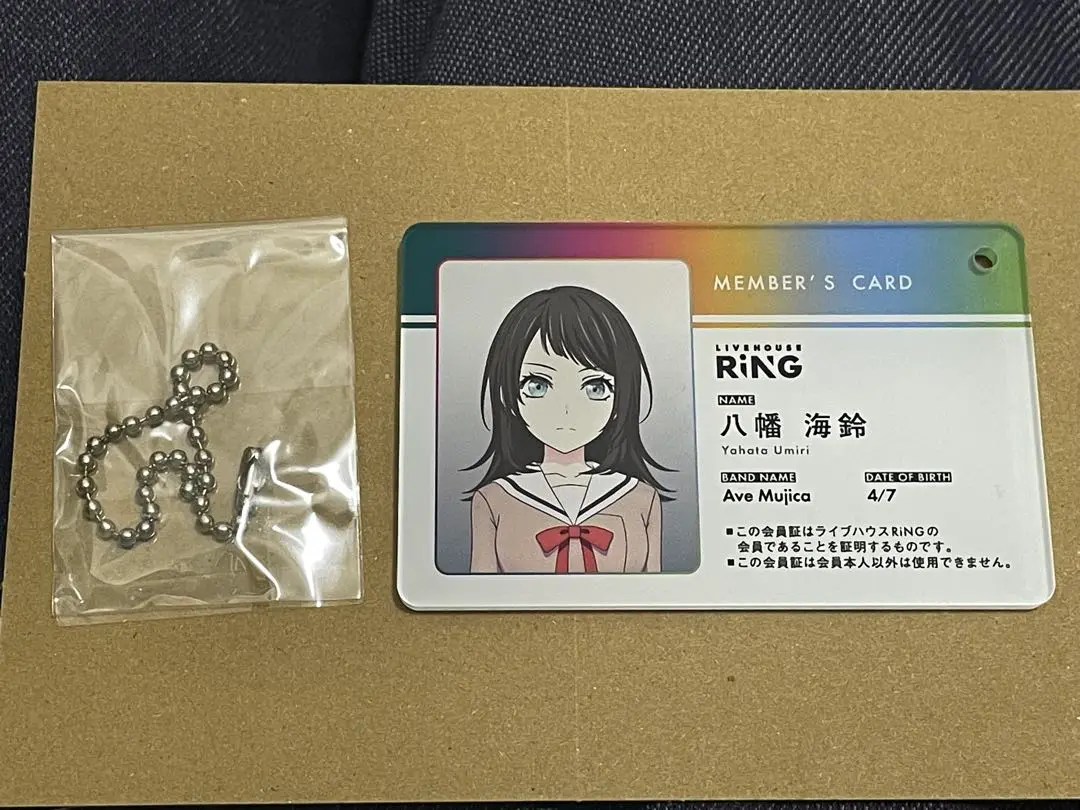 MEMBER'S CARD
LIVEHOUSE
RiNG
NAME
八幡 海鈴
Yahata Umiri
BAND NAME
DATE OF BIRTH
Ave Mujica
4/7
■この会員証はライブハウスRiNGの
会員であることを証明するものです。
■この会員証は会員本人以外は使用できません。